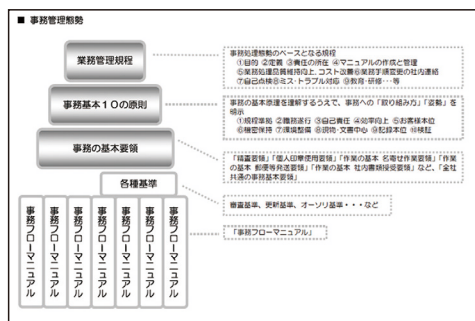 ■ 事務管理態勢
業務管理規程
事務処理態勢のベースとなる規程
①目的 ②定義 ③責任の所在 ④マニュアルの作成と管理
⑤業務処理品質維持向上、コスト改善⑥業務手順変更の社内連絡
⑦自己点検⑧ミス・トラブル対応 ⑨教育・研修・・・等
事務基本10の原則
事務の基本原理を理解するうえで、事務への「取り組み方」「姿勢」を
明示
①規程準拠 ②職務遂行 ③自己責任 ④効率向上 ⑤お客様本位
⑥機密保持 ⑦環境整備 ⑧現物・文書中心 ⑨記録本位 ⑩検証
事務の基本要領
「精査要領」「個人印章使用要領」「作業の基本 名寄せ作業要領」「作業
の基本 郵便等発送要領」「作業の基本 社内書類授受要領」など、「全社
共通の事務基本要領」
各種基準
審査基準、更新基準、オーソリ基準・・・など
事務フローマニュアル
事務フローマニュアル
事務フローマニュアル
事務フローマニュアル
事務フローマニュアル
事務フローマニュアル
事務フローマニュアル
「事務フローマニュアル」